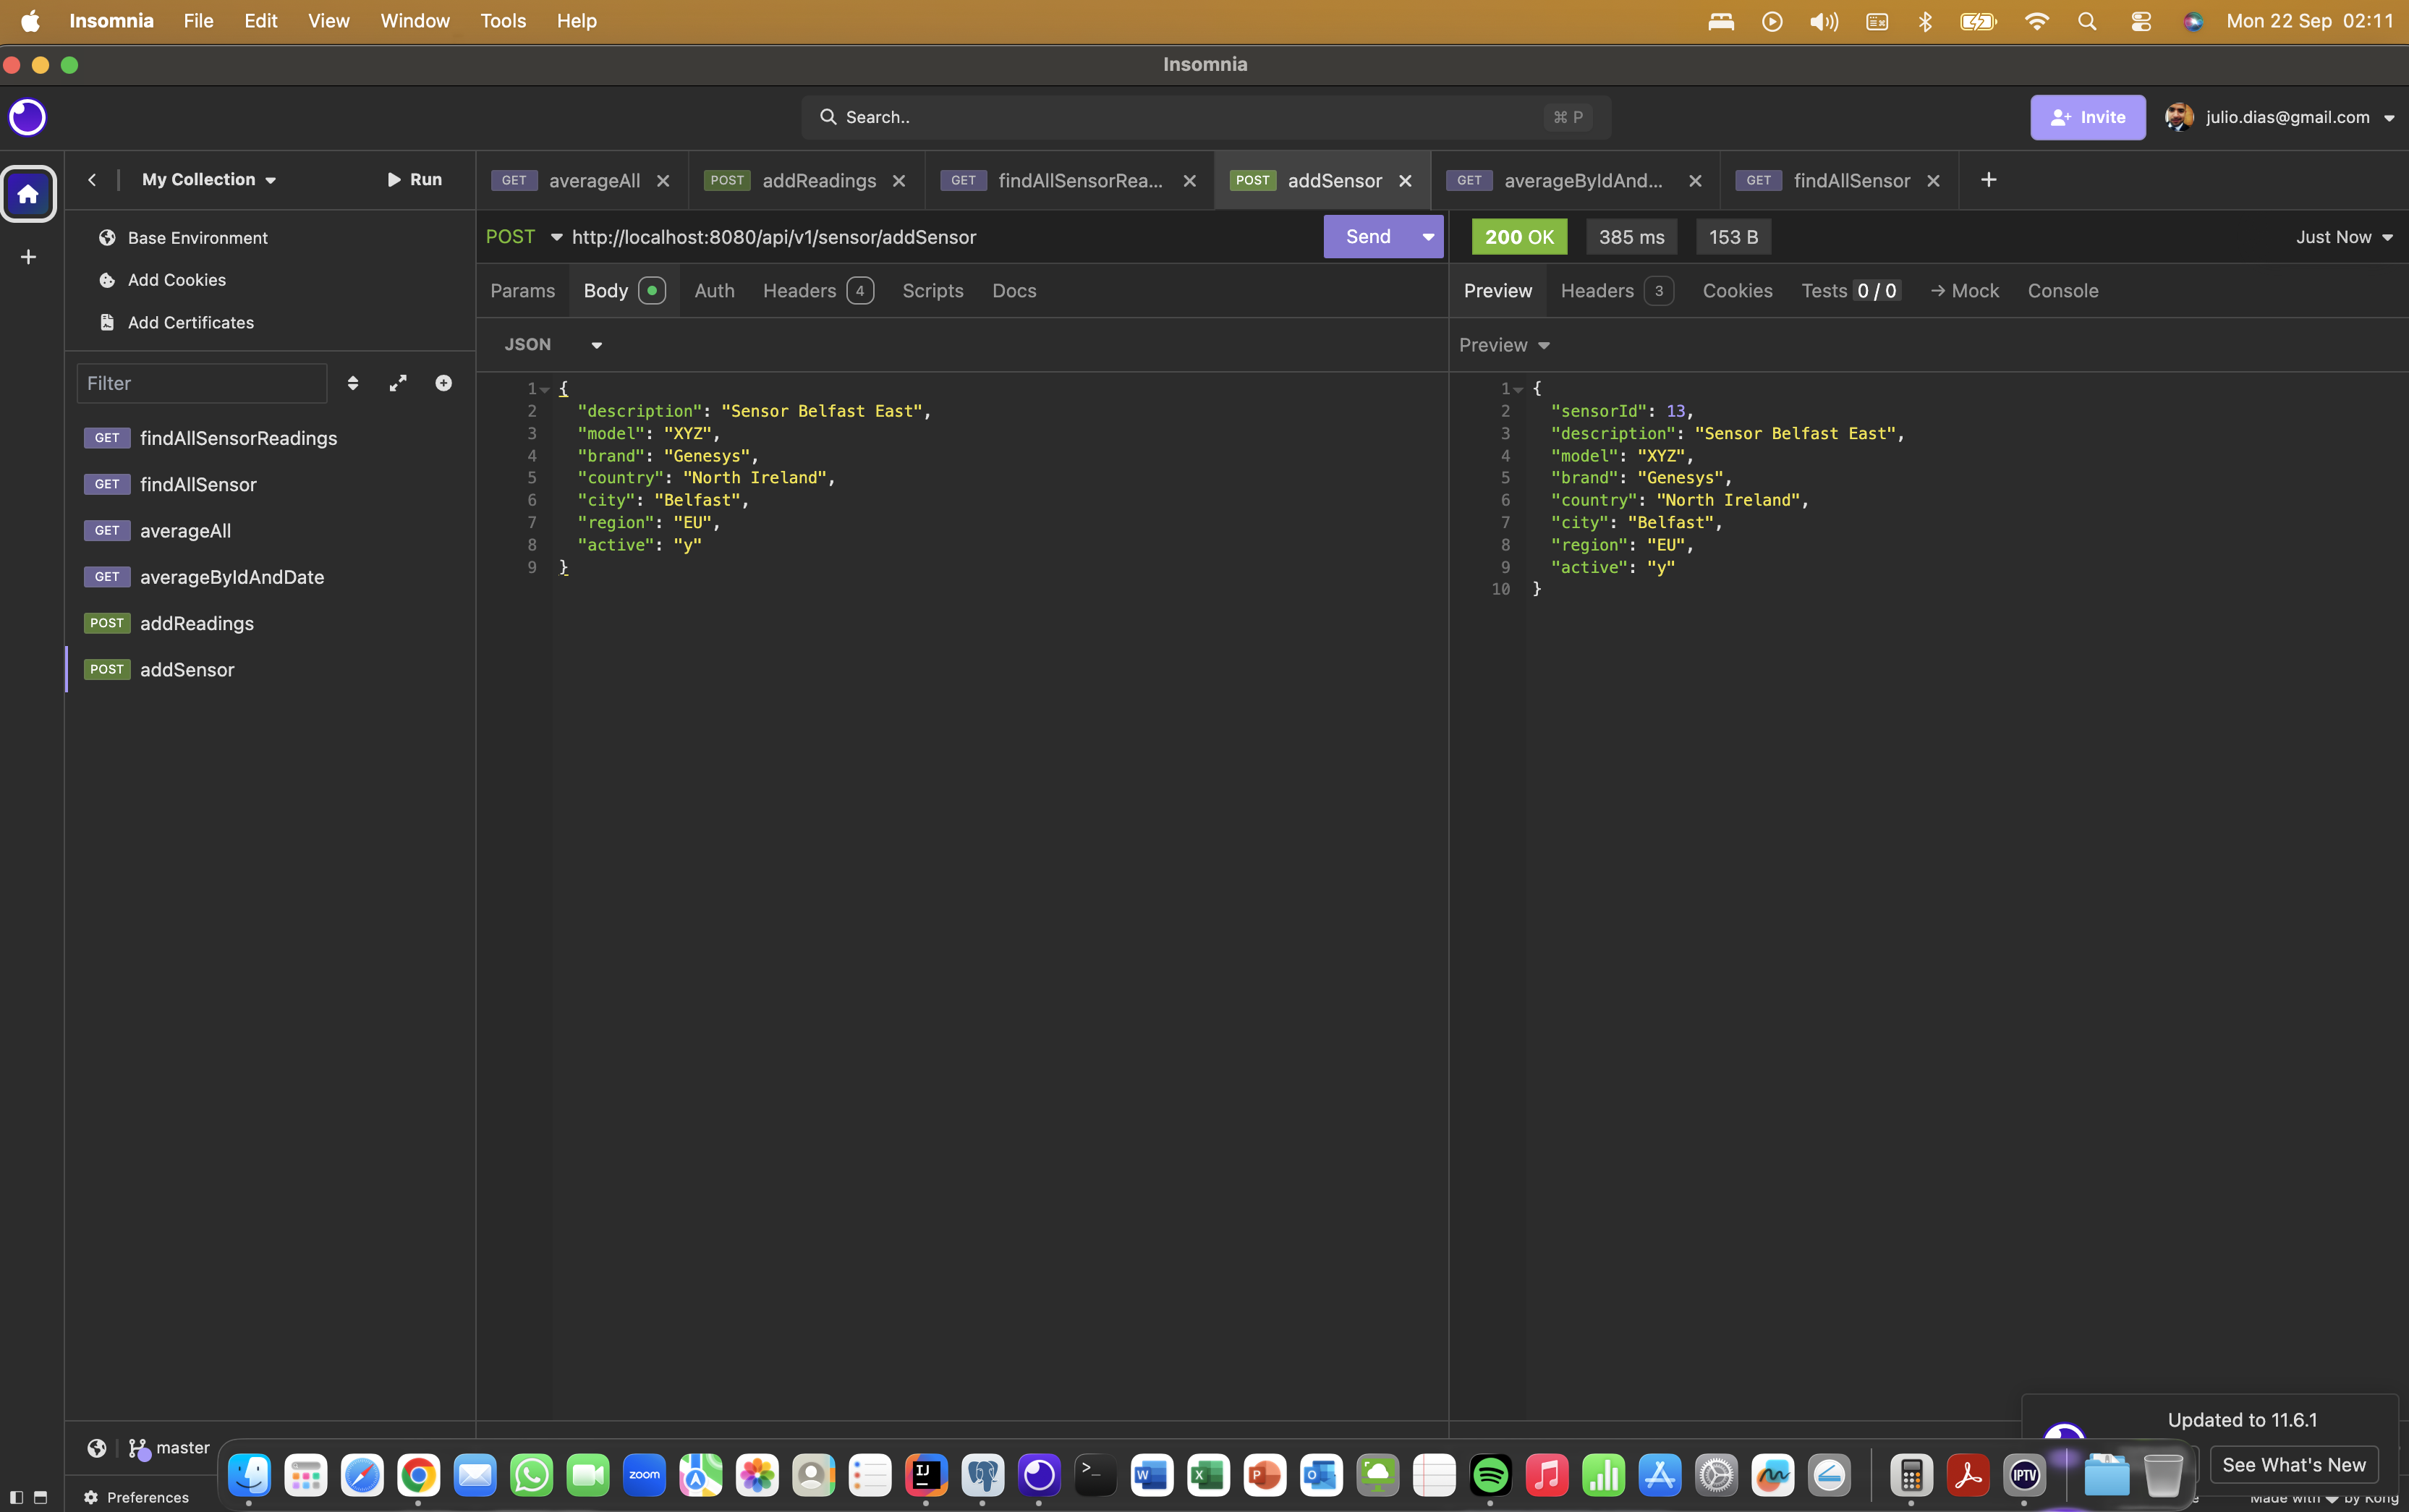 Insomnia File Edit View Window Tools Help Mon 22 Sep 02:11
Insomnia
Search.. ⌘ P Invite julio.dias@gmail.com
My Collection Run
GET averageAll POST addReadings GET findAllSensorRea... POST addSensor GET averageByIdAnd... GET findAllSensor
Base Environment
Add Cookies
Add Certificates
Filter
GET findAllSensorReadings
GET findAllSensor
GET averageAll
GET averageByIdAndDate
POST addReadings
POST addSensor
POST http://localhost:8080/api/v1/sensor/addSensor Send
Params Body Auth Headers 4 Scripts Docs
JSON
1 {
2 "description": "Sensor Belfast East",
3 "model": "XYZ",
4 "brand": "Genesys",
5 "country": "North Ireland",
6 "city": "Belfast",
7 "region": "EU",
8 "active": "y"
9 }
200 OK 385 ms 153 B Just Now
Preview Headers 3 Cookies Tests 0 / 0 → Mock Console
Preview
1 {
2 "sensorId": 13,
3 "description": "Sensor Belfast East",
4 "model": "XYZ",
5 "brand": "Genesys",
6 "country": "North Ireland",
7 "city": "Belfast",
8 "region": "EU",
9 "active": "y"
10 }
Updated to 11.6.1
See What's New
master
Preferences
Made with ❤ by Kong
zoom
IJ
>_
W
X
P
O
IPTV